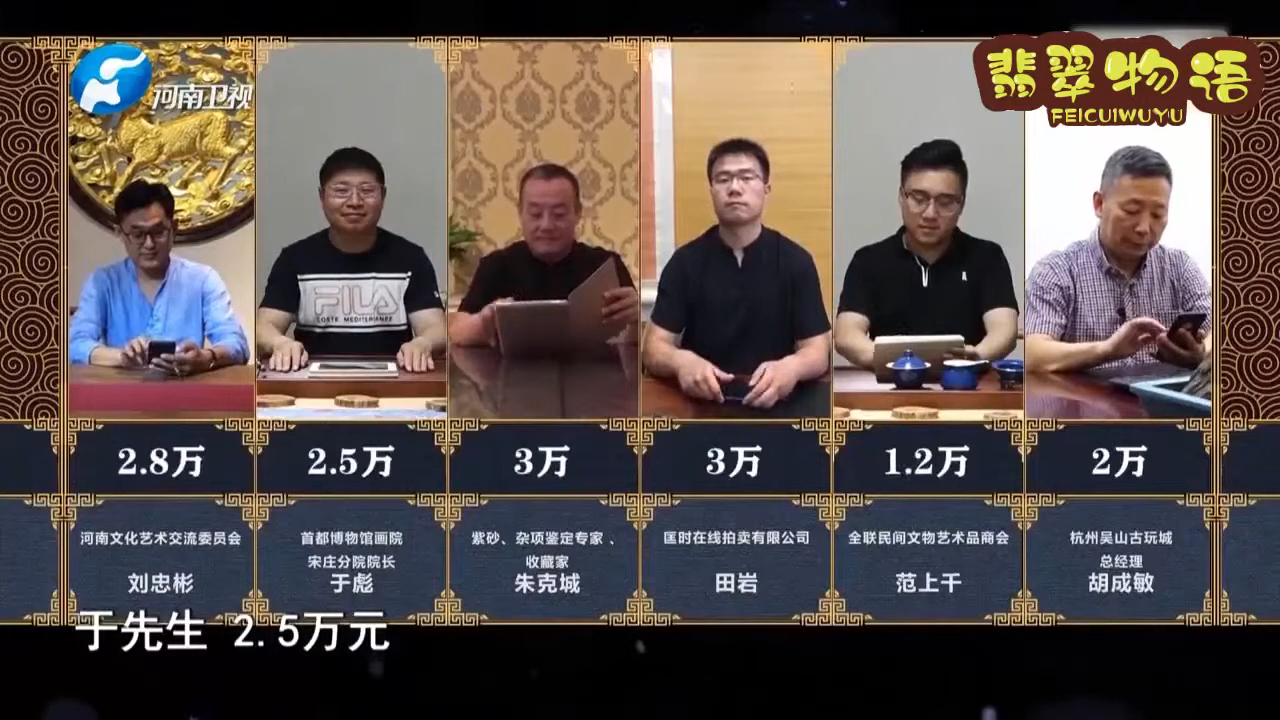 河南卫视
翡翠物语
FEICUIWUYU
FILA
2.8万
2.5万
3万
3万
1.2万
2万
河南文化艺术交流委员会
刘忠彬
首都博物馆画院
宋庄分院院长
于彪
紫砂、杂项鉴定专家、
收藏家
朱克城
匡时在线拍卖有限公司
田岩
全联民间文物艺术品商会
范上千
杭州吴山古玩城
总经理
胡成敏
于先生 2.5万元